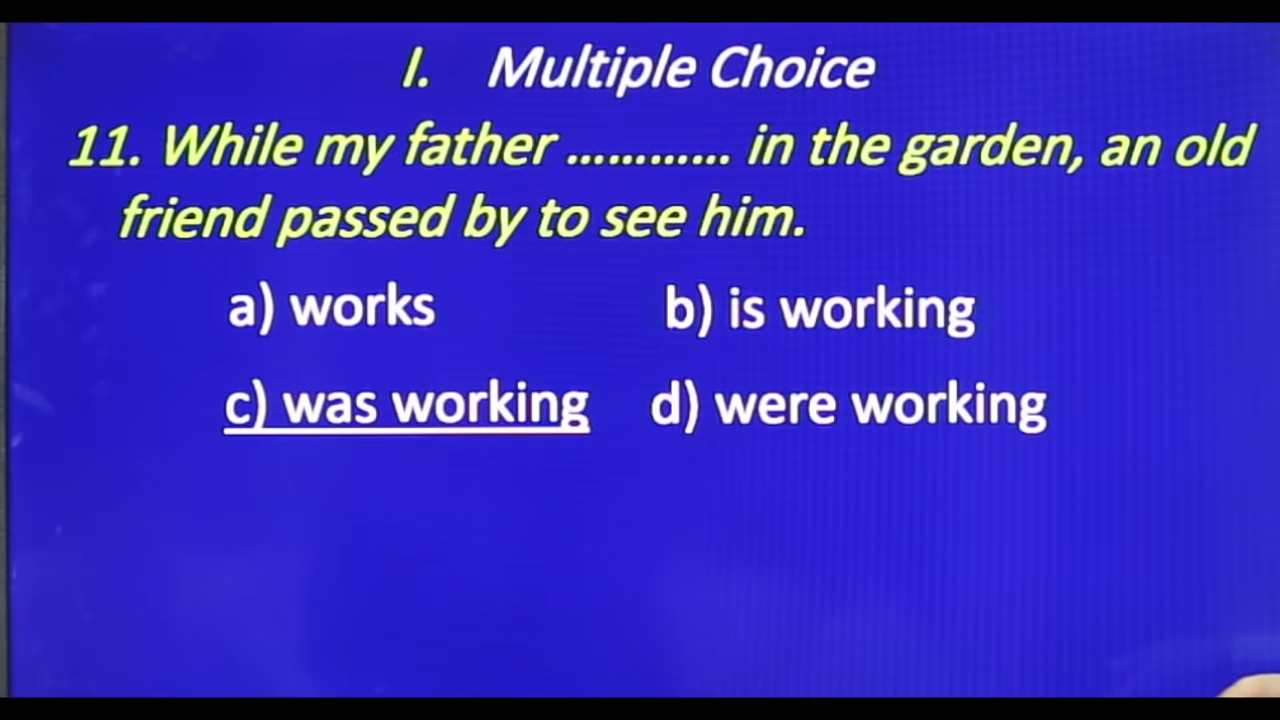 I. Multiple Choice
11. While my father ............ in the garden, an old
friend passed by to see him.
a) works b) is working
c) was working d) were working